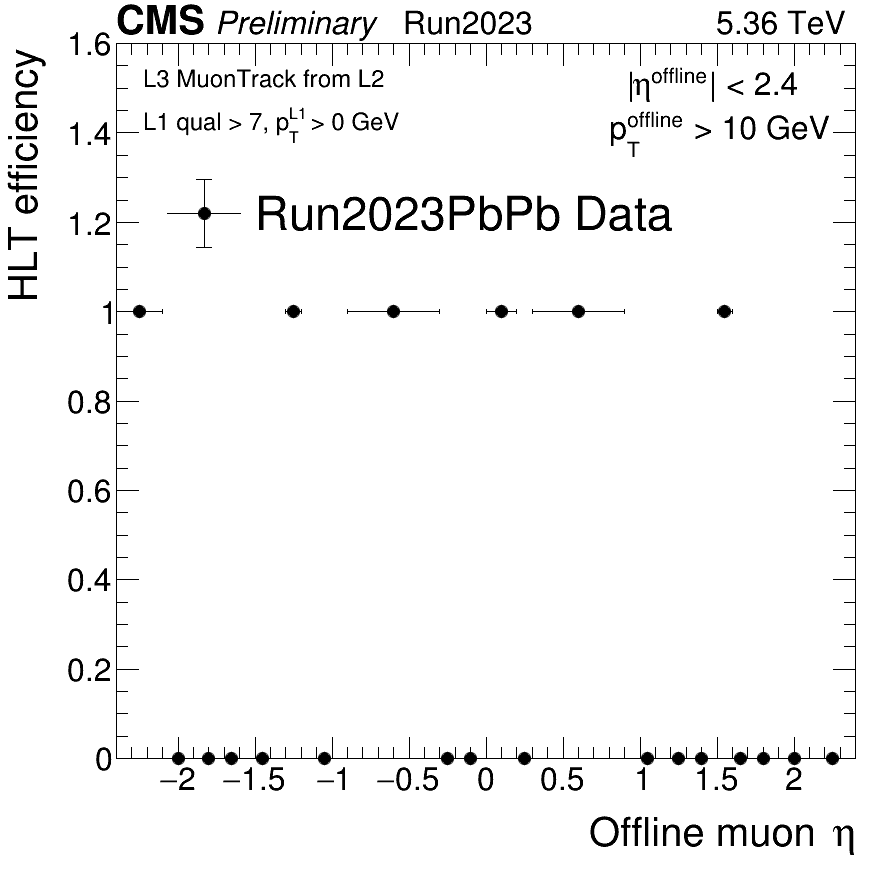 CMS Preliminary Run2023 5.36 TeV
L3 MuonTrack from L2
|η^offline| < 2.4
L1 qual > 7, p_T^L1 > 0 GeV
p_T^offline > 10 GeV
Run2023PbPb Data
HLT efficiency
1.6
1.4
1.2
1
0.8
0.6
0.4
0.2
0
−2 −1.5 −1 −0.5 0 0.5 1 1.5 2
Offline muon η